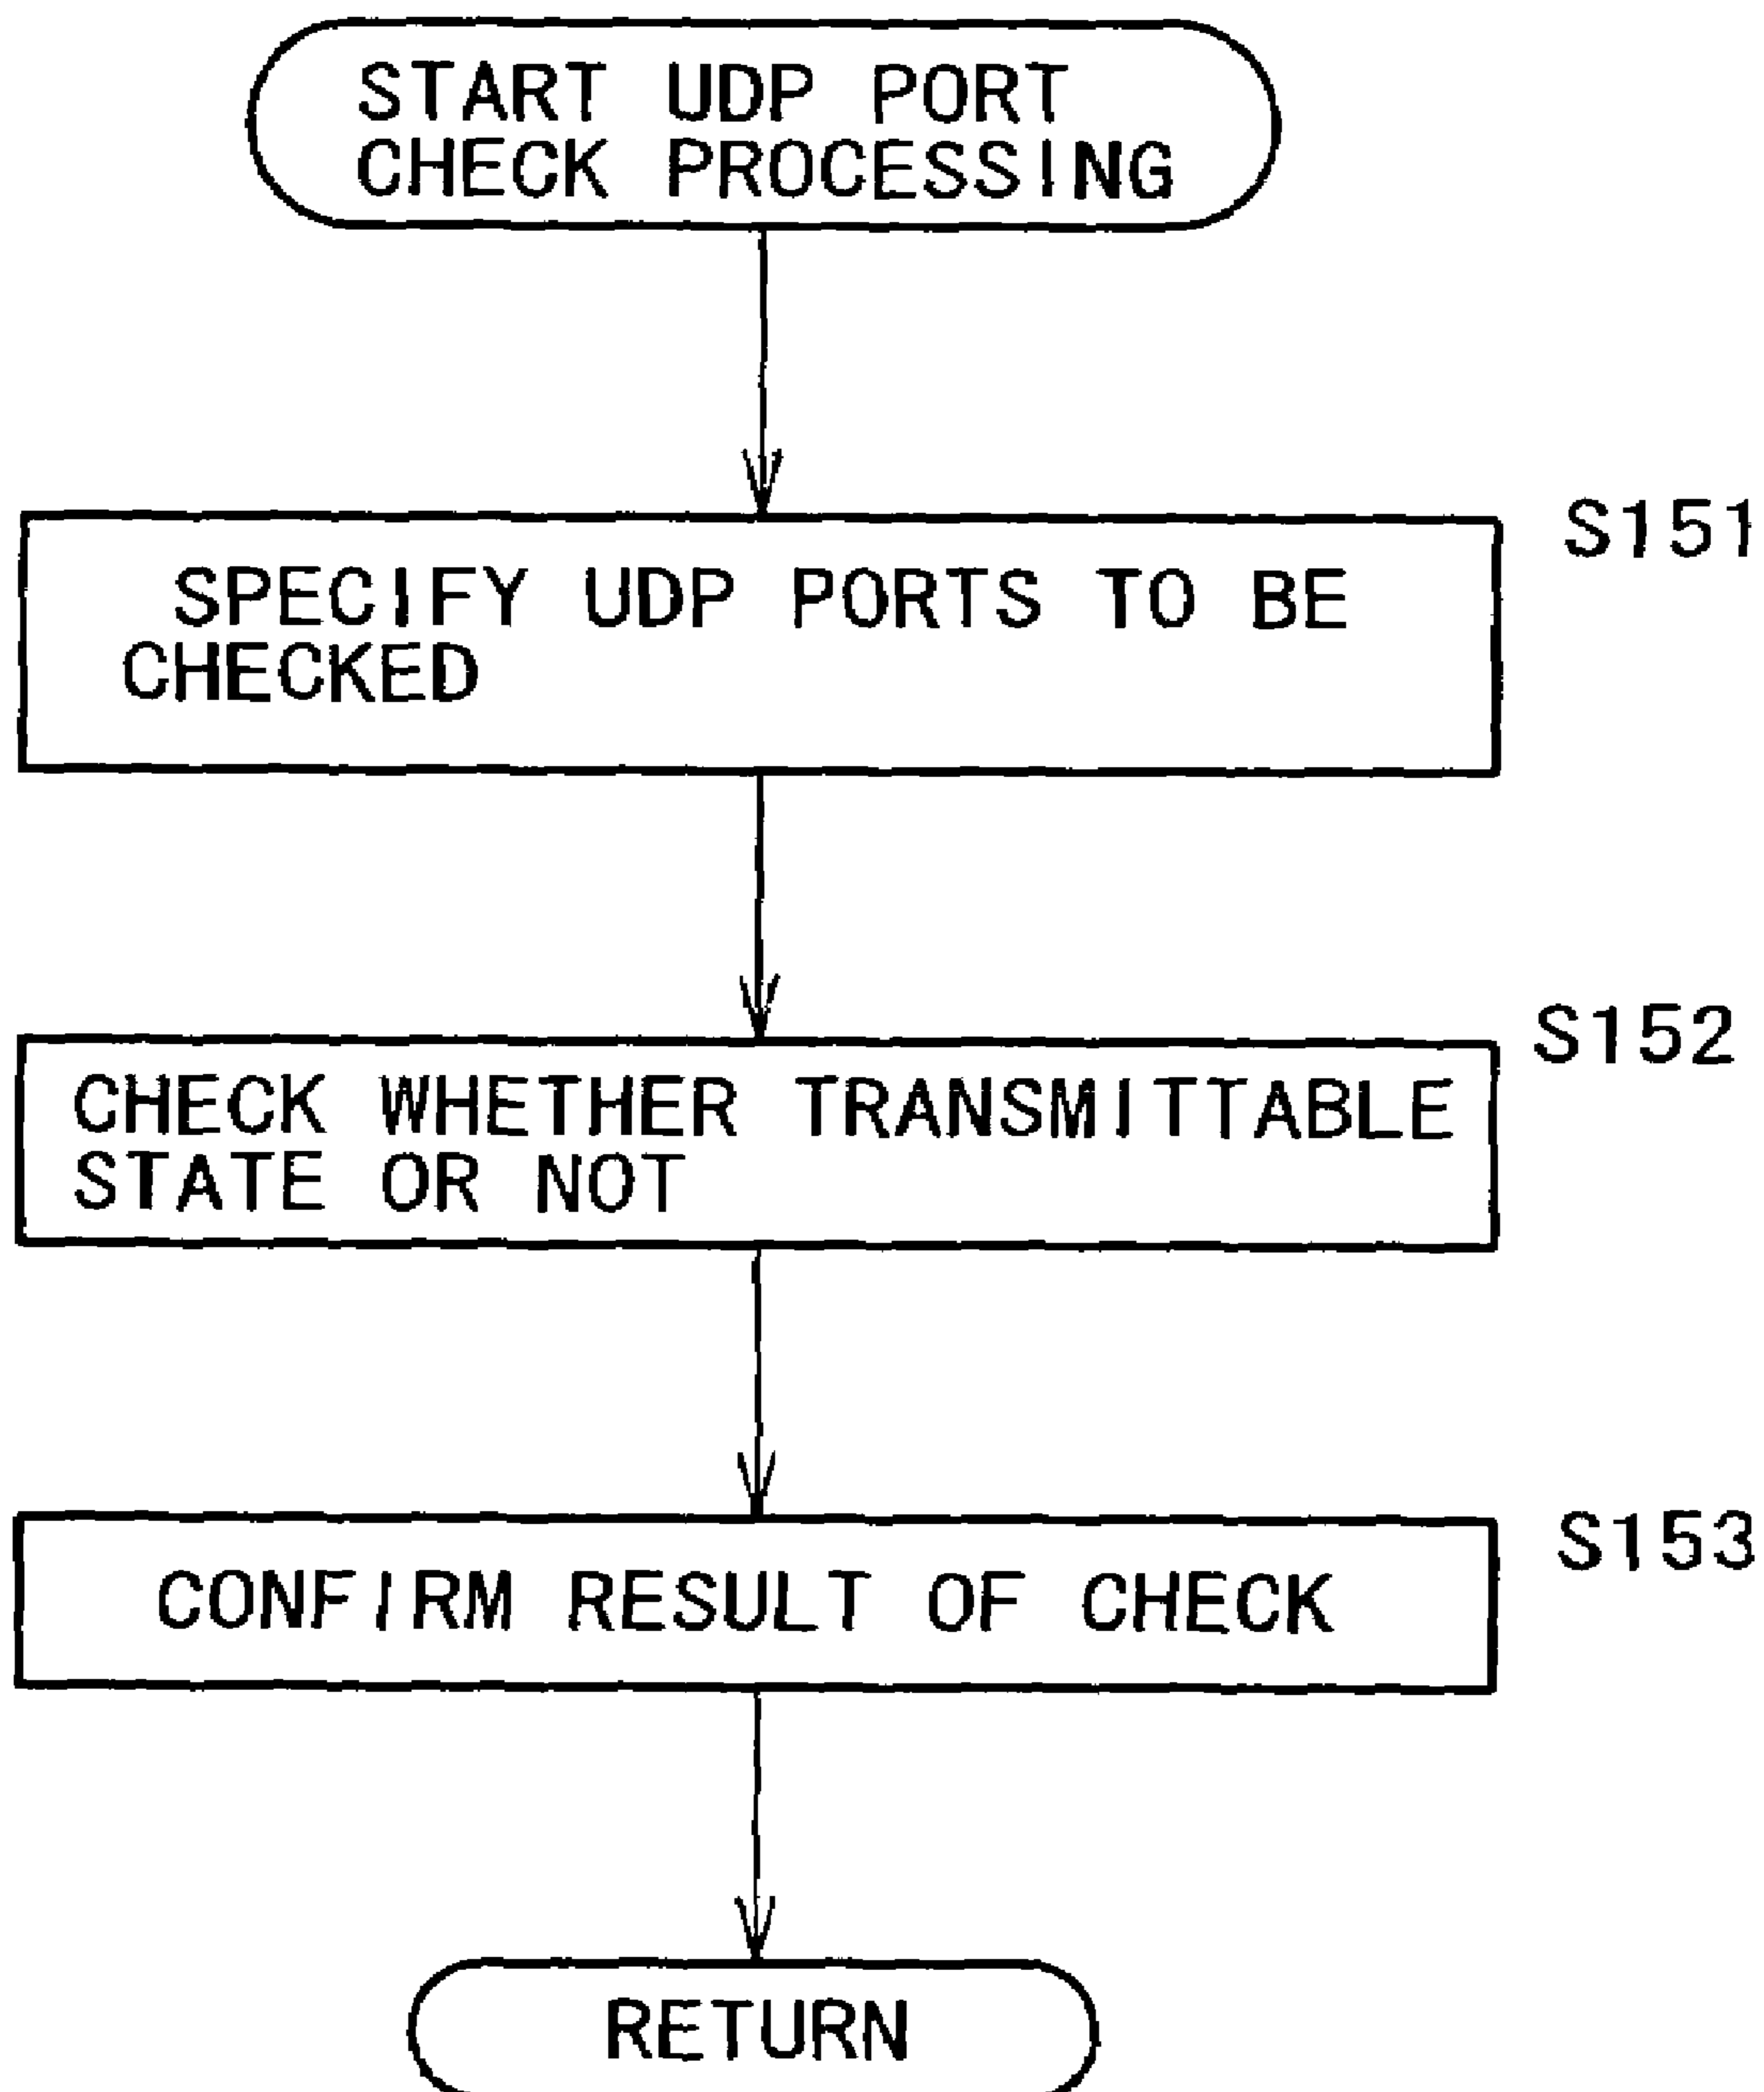 START UDP PORT
CHECK PROCESSING
S151
SPECIFY UDP PORTS TO BE
CHECKED
S152
CHECK WHETHER TRANSMITTABLE
STATE OR NOT
S153
CONFIRM RESULT OF CHECK
RETURN